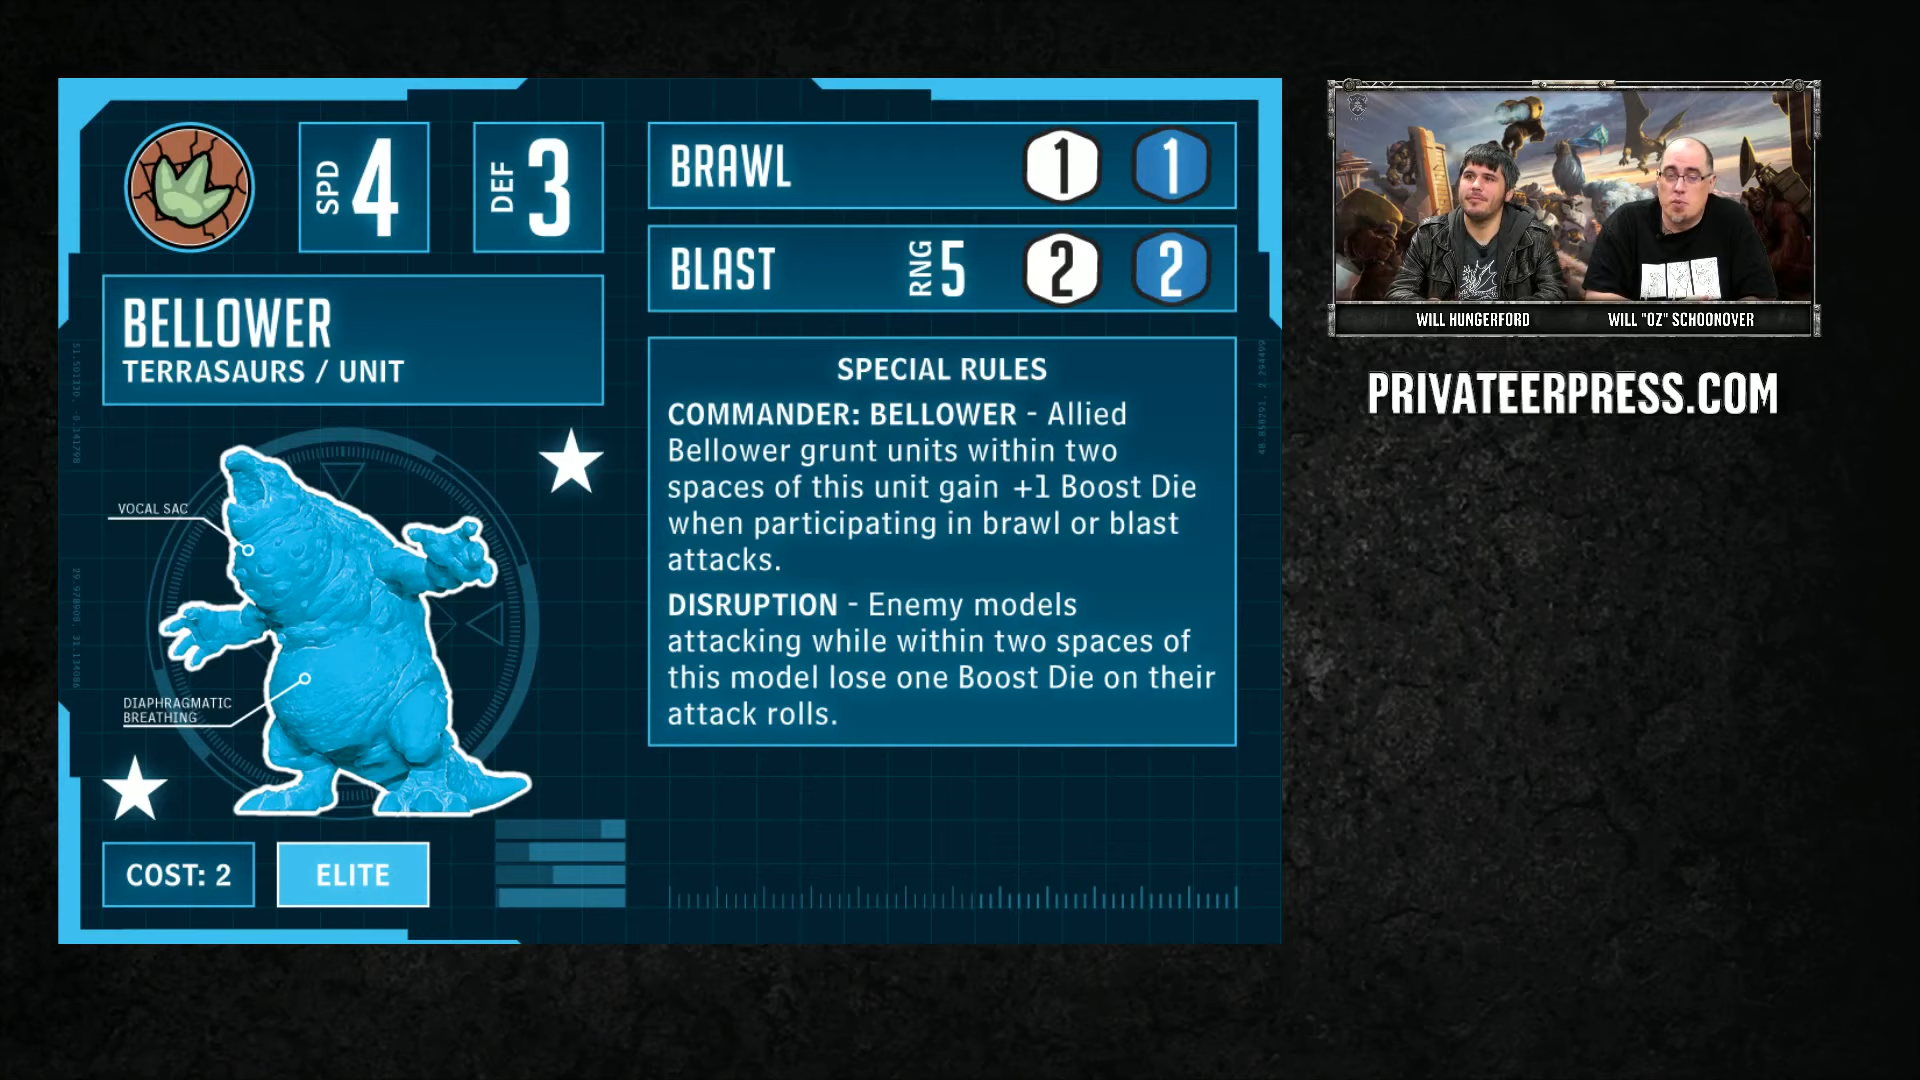 SPD 4
DEF 3
BELLOWER
TERRASAURS / UNIT
VOCAL SAC
DIAPHRAGMATIC
BREATHING
COST: 2
ELITE
BRAWL 1 1
BLAST RNG 5 2 2
SPECIAL RULES
COMMANDER: BELLOWER - Allied
Bellower grunt units within two
spaces of this unit gain +1 Boost Die
when participating in brawl or blast
attacks.
DISRUPTION - Enemy models
attacking while within two spaces of
this model lose one Boost Die on their
attack rolls.
WILL HUNGERFORD
WILL "OZ" SCHOONOVER
PRIVATEERPRESS.COM